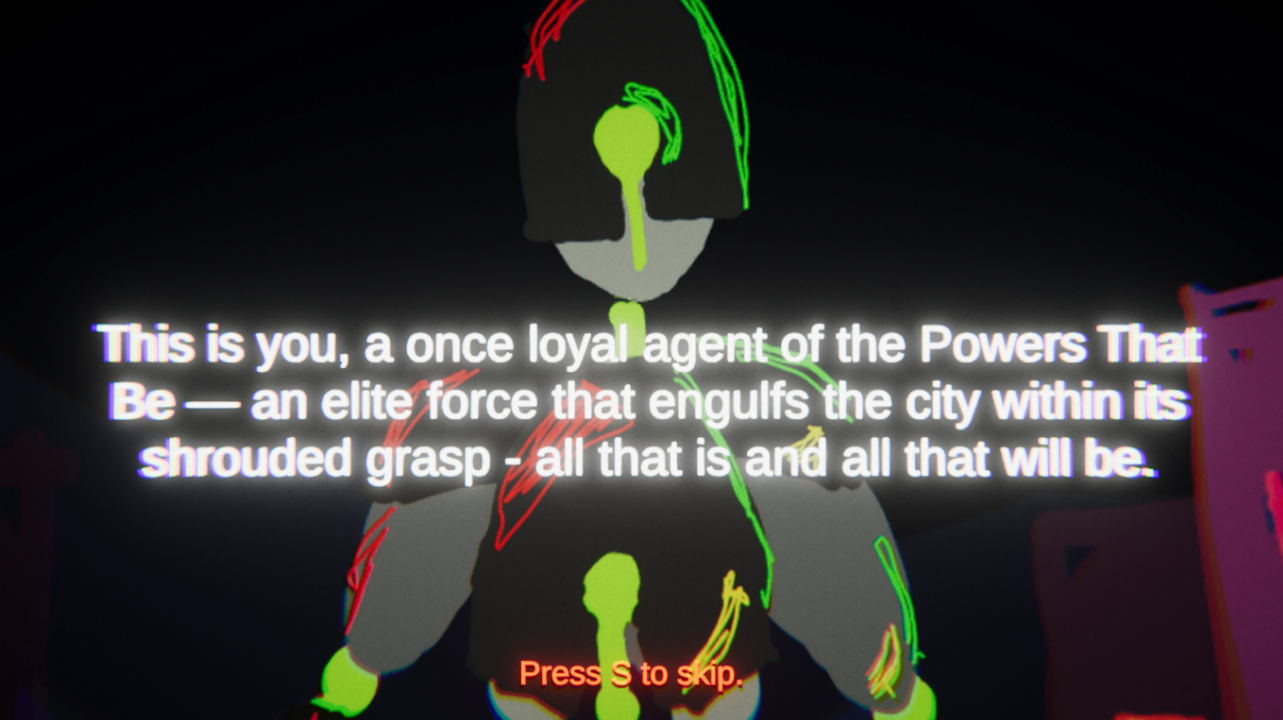 This is you, a once loyal agent of the Powers That
Be — an elite force that engulfs the city within its
shrouded grasp - all that is and all that will be.
Press S to skip.